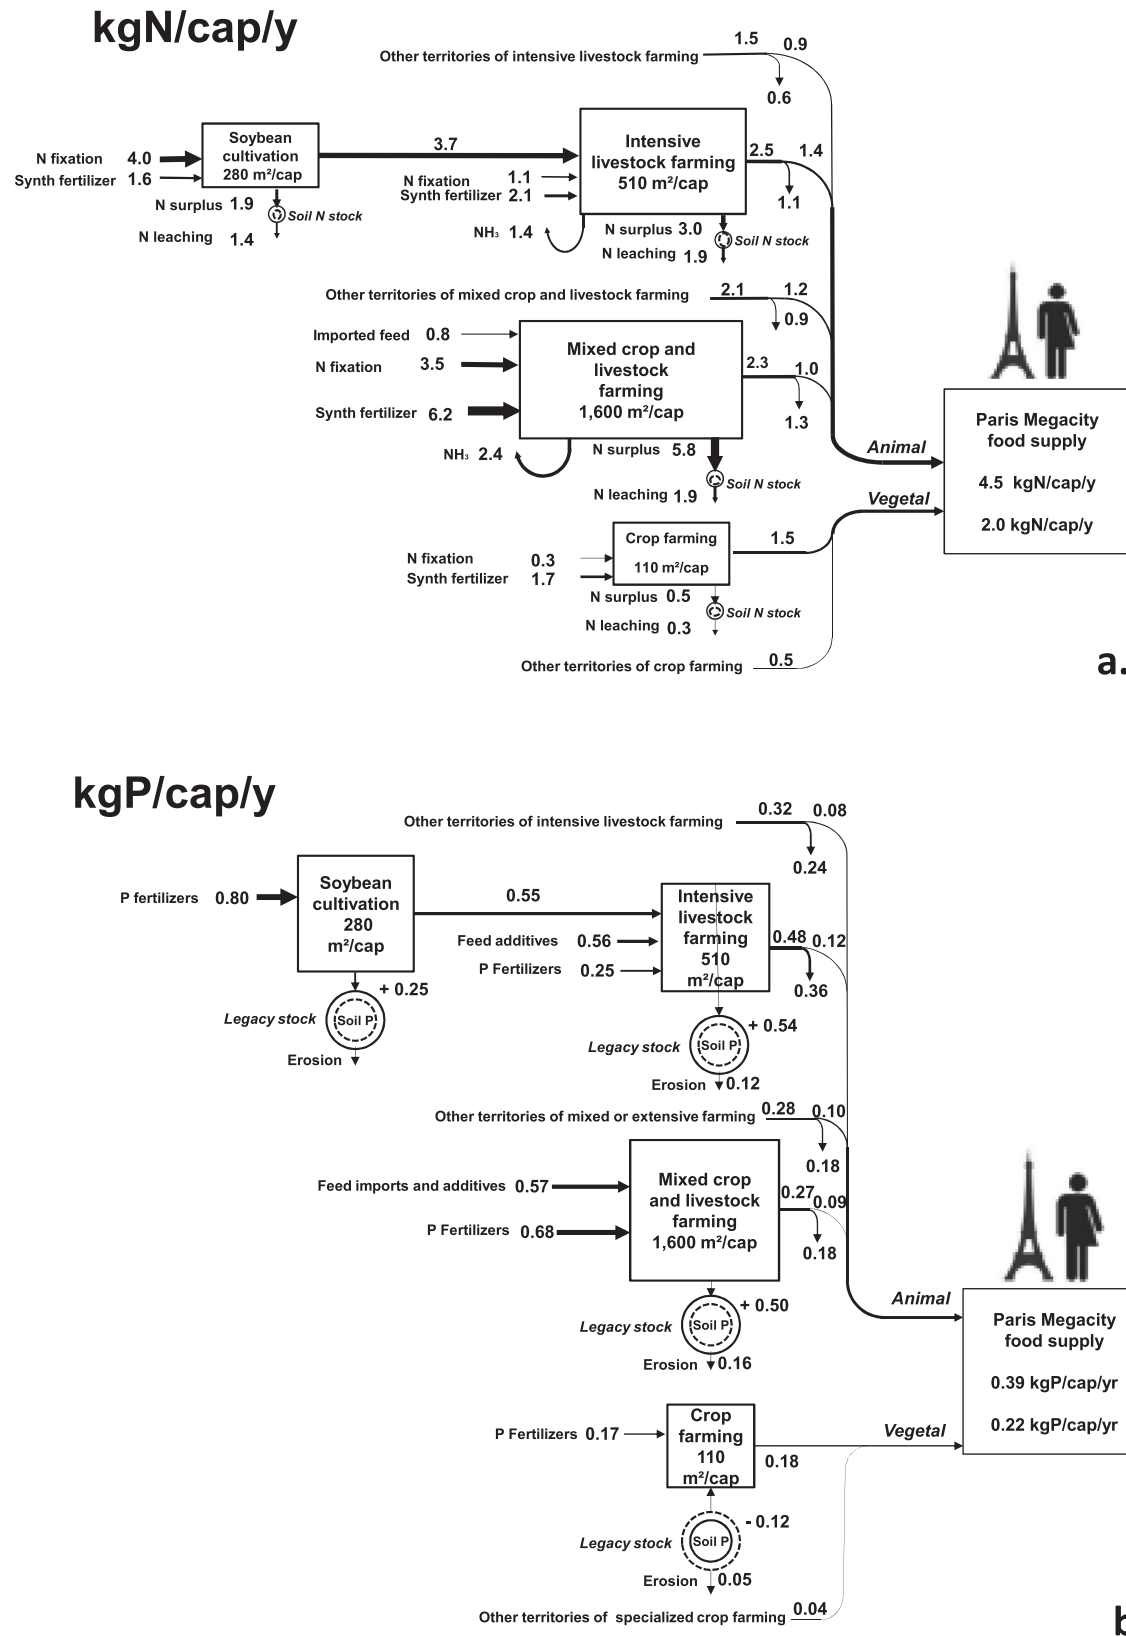 kgN/cap/y
Other territories of intensive livestock farming 1.5 0.9
0.6
Soybean
cultivation
280 m²/cap
N fixation 4.0
Synth fertilizer 1.6
3.7
N surplus 1.9
Soil N stock
N leaching 1.4
Intensive
livestock farming
510 m²/cap
N fixation 1.1
Synth fertilizer 2.1
2.5 1.4
1.1
NH₃ 1.4
N surplus 3.0
Soil N stock
N leaching 1.9
Other territories of mixed crop and livestock farming 2.1 1.2
0.9
Imported feed 0.8
N fixation 3.5
Synth fertilizer 6.2
Mixed crop and
livestock
farming
1,600 m²/cap
2.3 1.0
1.3
NH₃ 2.4
N surplus 5.8
Soil N stock
N leaching 1.9
Animal
Vegetal
Paris Megacity
food supply
4.5 kgN/cap/y
2.0 kgN/cap/y
Crop farming
110 m²/cap
N fixation 0.3
Synth fertilizer 1.7
1.5
N surplus 0.5
Soil N stock
N leaching 0.3
Other territories of crop farming 0.5
a.
kgP/cap/y
Other territories of intensive livestock farming 0.32 0.08
0.24
P fertilizers 0.80
Soybean
cultivation
280
m²/cap
0.55
+ 0.25
Legacy stock Soil P
Erosion
Feed additives 0.56
P Fertilizers 0.25
Intensive
livestock
farming
510
m²/cap
0.48 0.12
0.36
+ 0.54
Legacy stock Soil P
Erosion 0.12
Other territories of mixed or extensive farming 0.28 0.10
0.18
Feed imports and additives 0.57
P Fertilizers 0.68
Mixed crop
and livestock
farming
1,600 m²/cap
0.27 0.09
0.18
+ 0.50
Legacy stock Soil P
Erosion 0.16
Animal
Paris Megacity
food supply
0.39 kgP/cap/yr
0.22 kgP/cap/yr
Vegetal
P Fertilizers 0.17
Crop
farming
110
m²/cap
0.18
- 0.12
Legacy stock Soil P
Erosion 0.05
Other territories of specialized crop farming 0.04
b